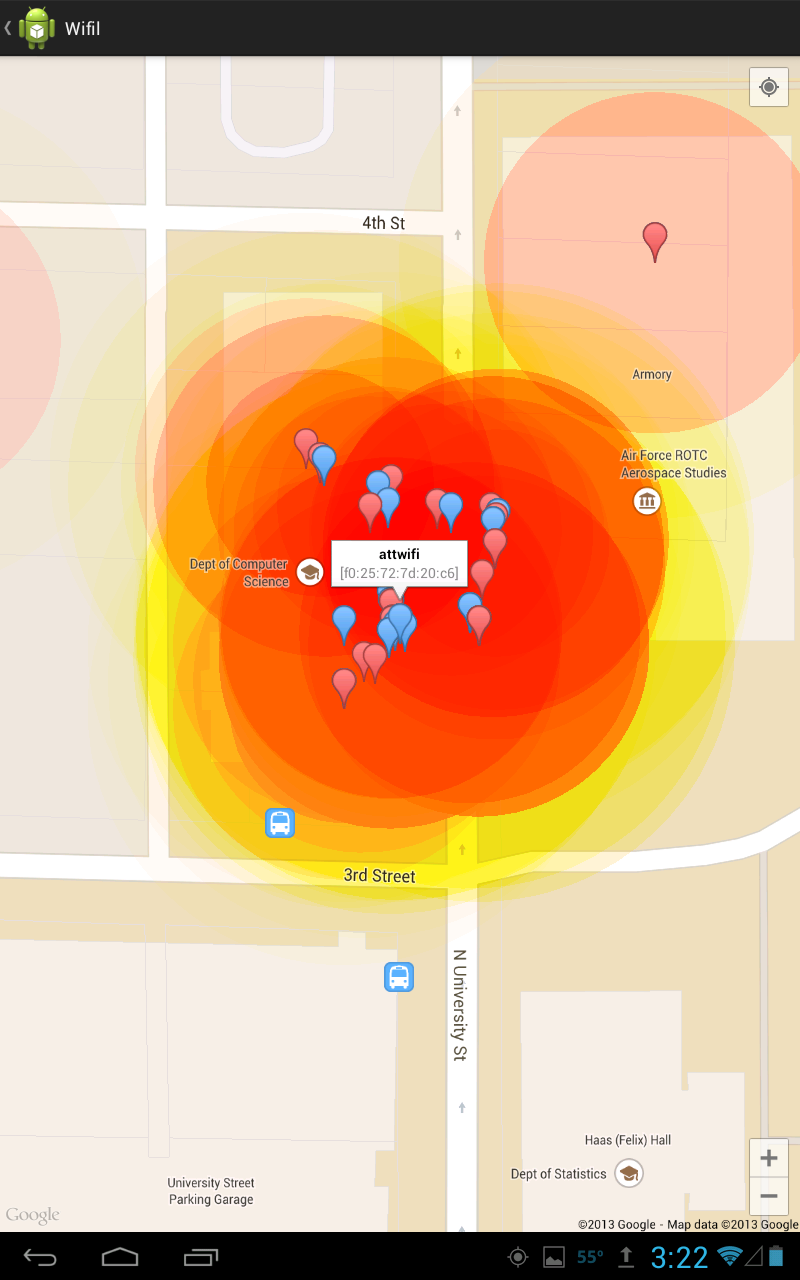 Wifil
4th St
Armory
Air Force ROTC
Aerospace Studies
attwifi
[f0:25:72:7d:20:c6]
Dept of Computer
Science
3rd Street
N University St
Haas (Felix) Hall
Dept of Statistics
University Street
Parking Garage
+
−
Google
©2013 Google - Map data ©2013 Google
55°
3:22